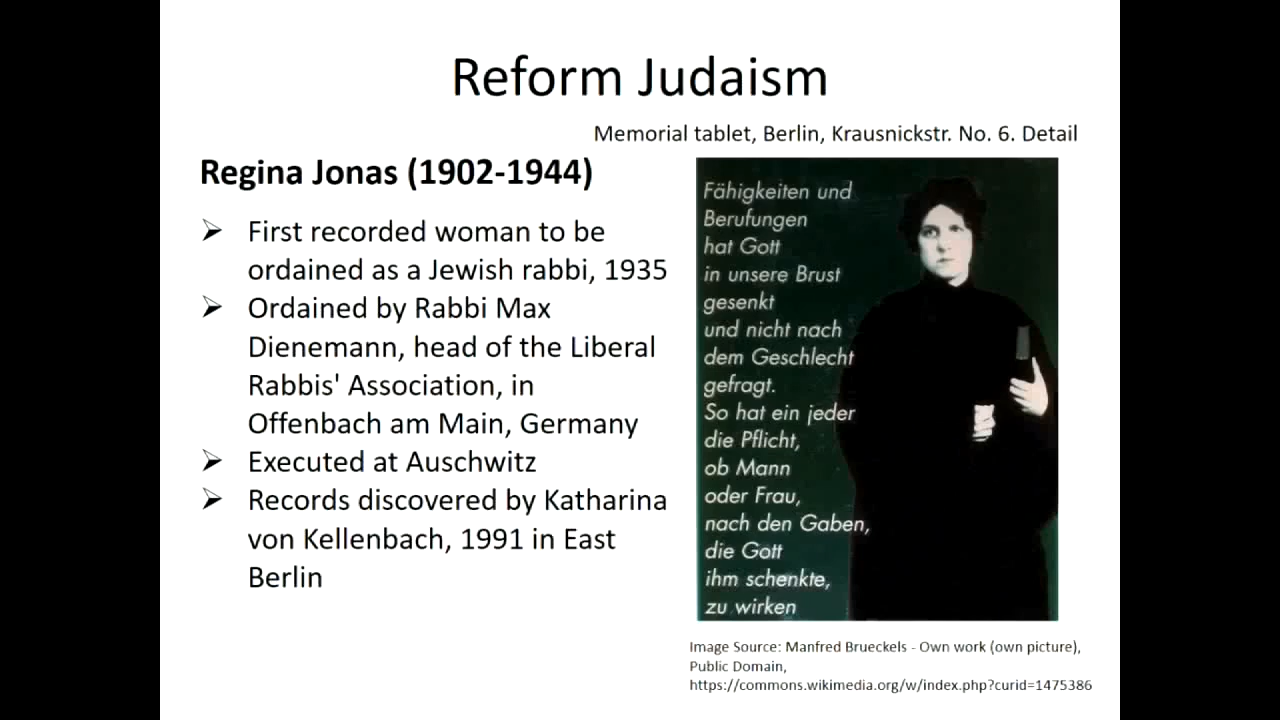 Reform Judaism
Memorial tablet, Berlin, Krausnickstr. No. 6. Detail
Regina Jonas (1902-1944)
First recorded woman to be
ordained as a Jewish rabbi, 1935
Ordained by Rabbi Max
Dienemann, head of the Liberal
Rabbis' Association, in
Offenbach am Main, Germany
Executed at Auschwitz
Records discovered by Katharina
von Kellenbach, 1991 in East
Berlin
Fähigkeiten und
Berufungen
hat Gott
in unsere Brust
gesenkt
und nicht nach
dem Geschlecht
gefragt.
So hat ein jeder
die Pflicht,
ob Mann
oder Frau,
nach den Gaben,
die Gott
ihm schenkte,
zu wirken
Image Source: Manfred Brueckels - Own work (own picture),
Public Domain,
https://commons.wikimedia.org/w/index.php?curid=1475386